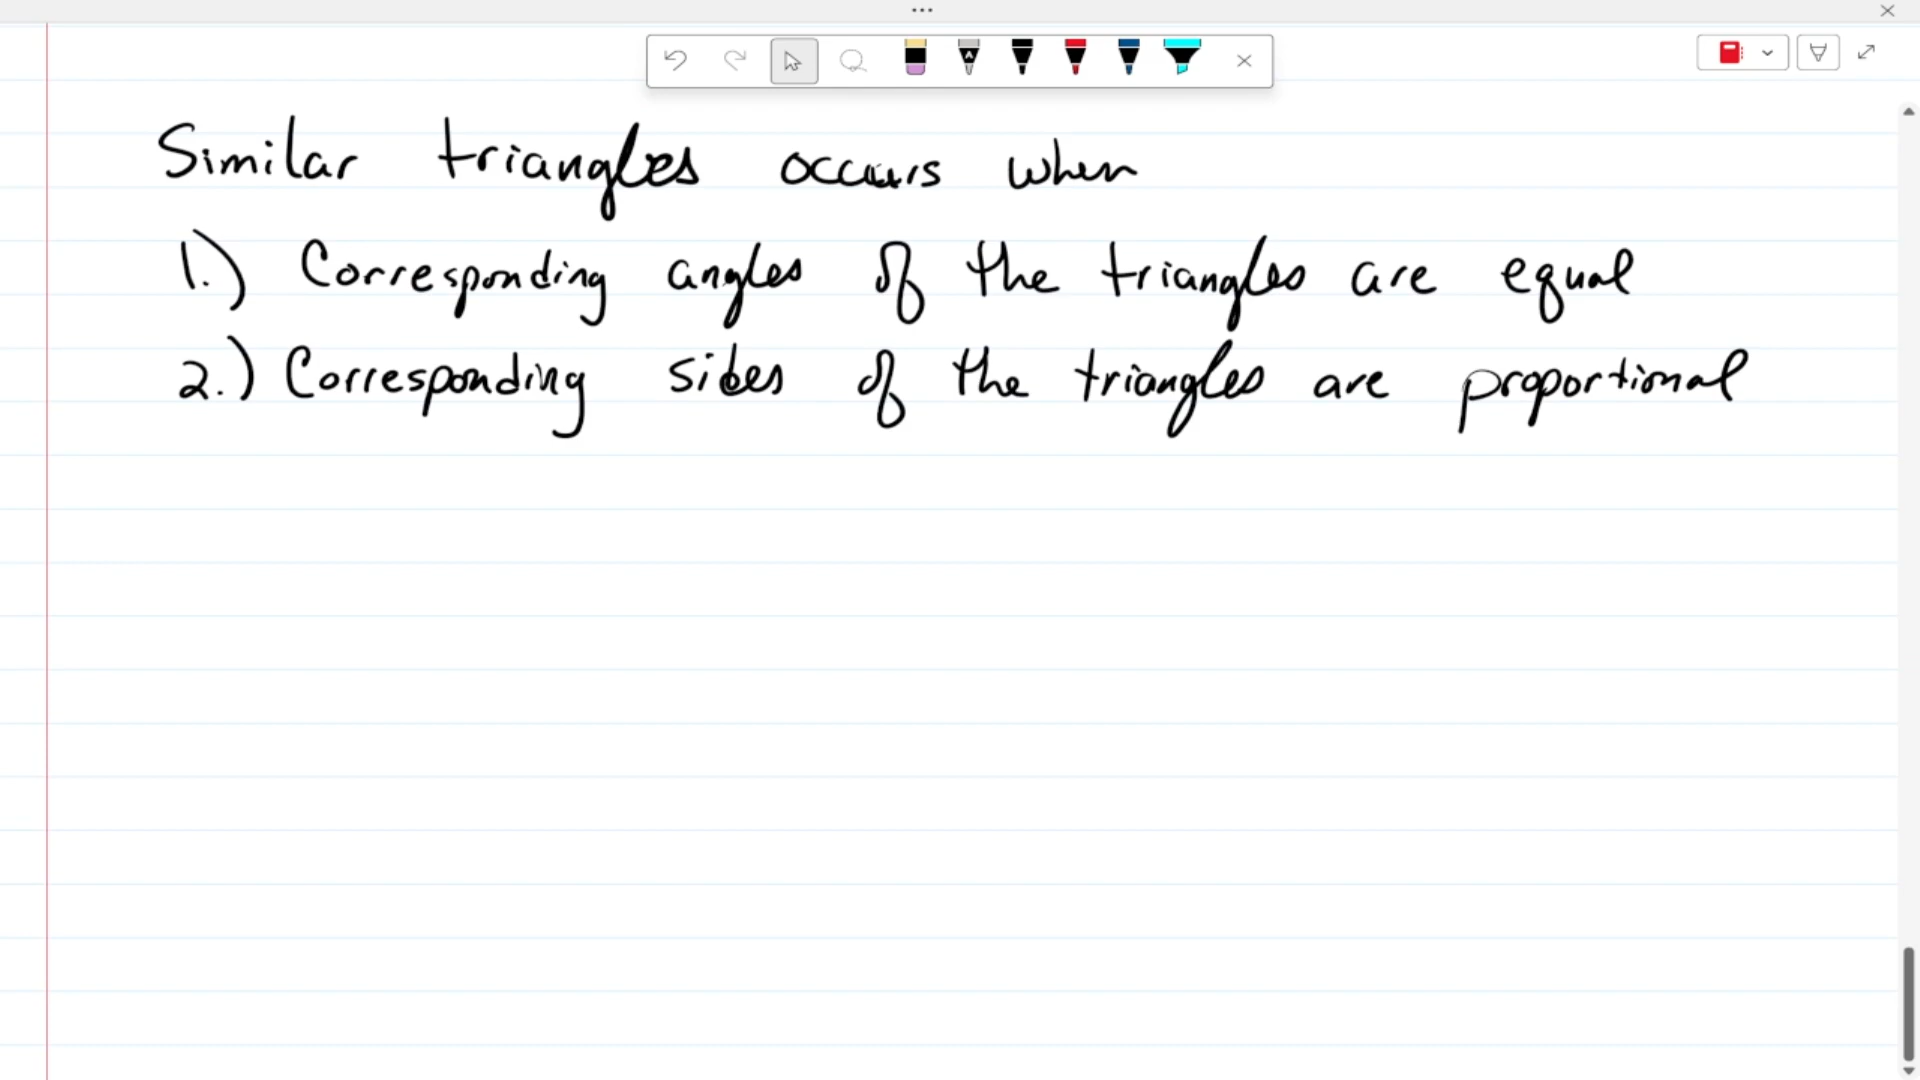 Similar triangles occurs when
1.) Corresponding angles of the triangles are equal
2.) Corresponding sides of the triangles are proportional